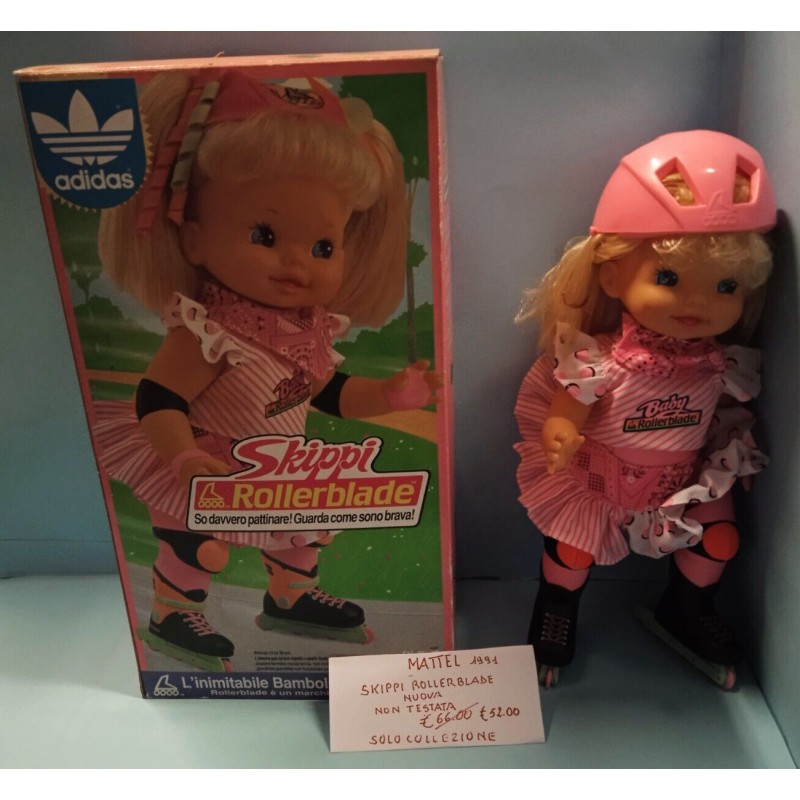 adidas
Baby
Rollerblade
Skippi
Rollerblade
So davvero pattinare! Guarda come sono brava!
L'inimitabile Bambol
Rollerblade è un marchi
Baby
Rollerblade
MATTEL 1991
SKIPPI ROLLERBLADE
NUOVA
NON TESTATA
€ 66.00 € 52.00
SOLO COLLEZIONE